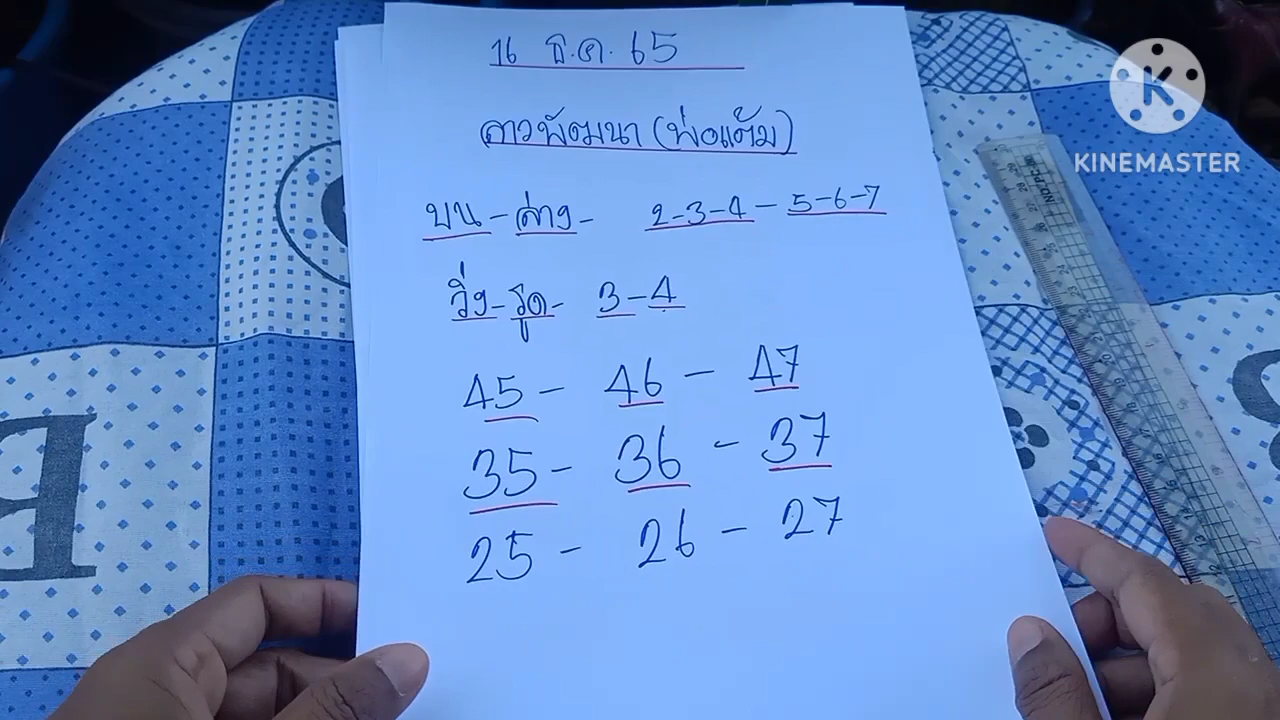 16 ธ.ค. 65
ลาวพัฒนา (พ่อแต้ม)
บน - ล่าง - 2-3-4 - 5-6-7
วิ่ง - รูด - 3-4
45 - 46 - 47
35 - 36 - 37
25 - 26 - 27
K
KINEMASTER